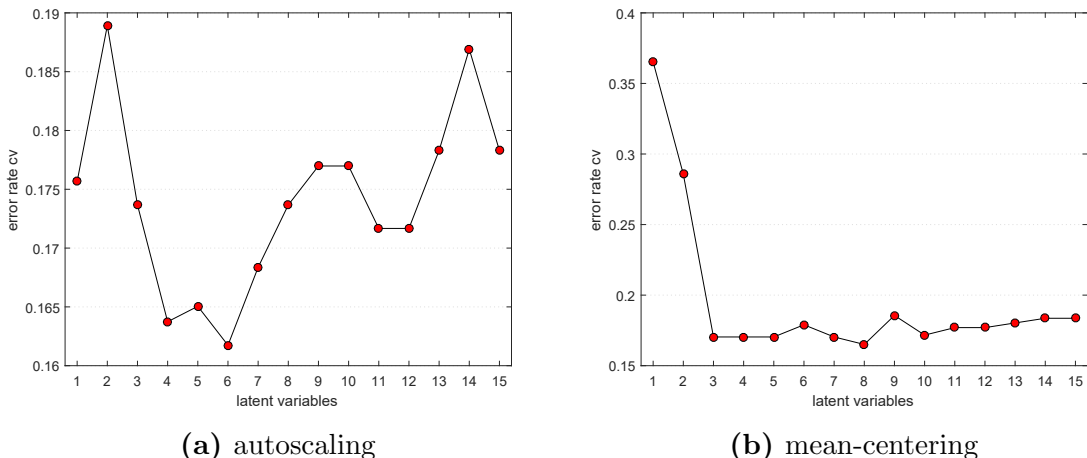 0.19
0.185
0.18
0.175
0.17
0.165
0.16
error rate cv
1 2 3 4 5 6 7 8 9 10 11 12 13 14 15
latent variables
(a) autoscaling
0.4
0.35
0.3
0.25
0.2
0.15
error rate cv
1 2 3 4 5 6 7 8 9 10 11 12 13 14 15
latent variables
(b) mean-centering